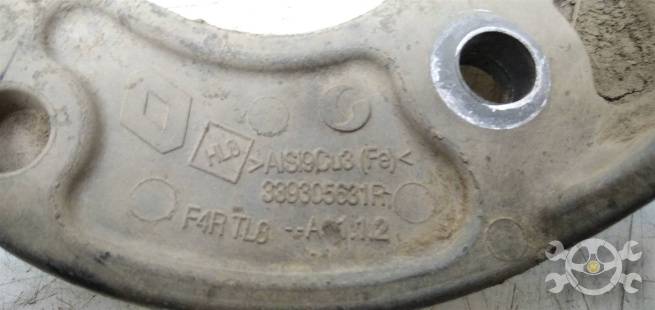 >AlSi9Cu3(Fe)<
339305631R
F4R TL8 --A 1.1.2